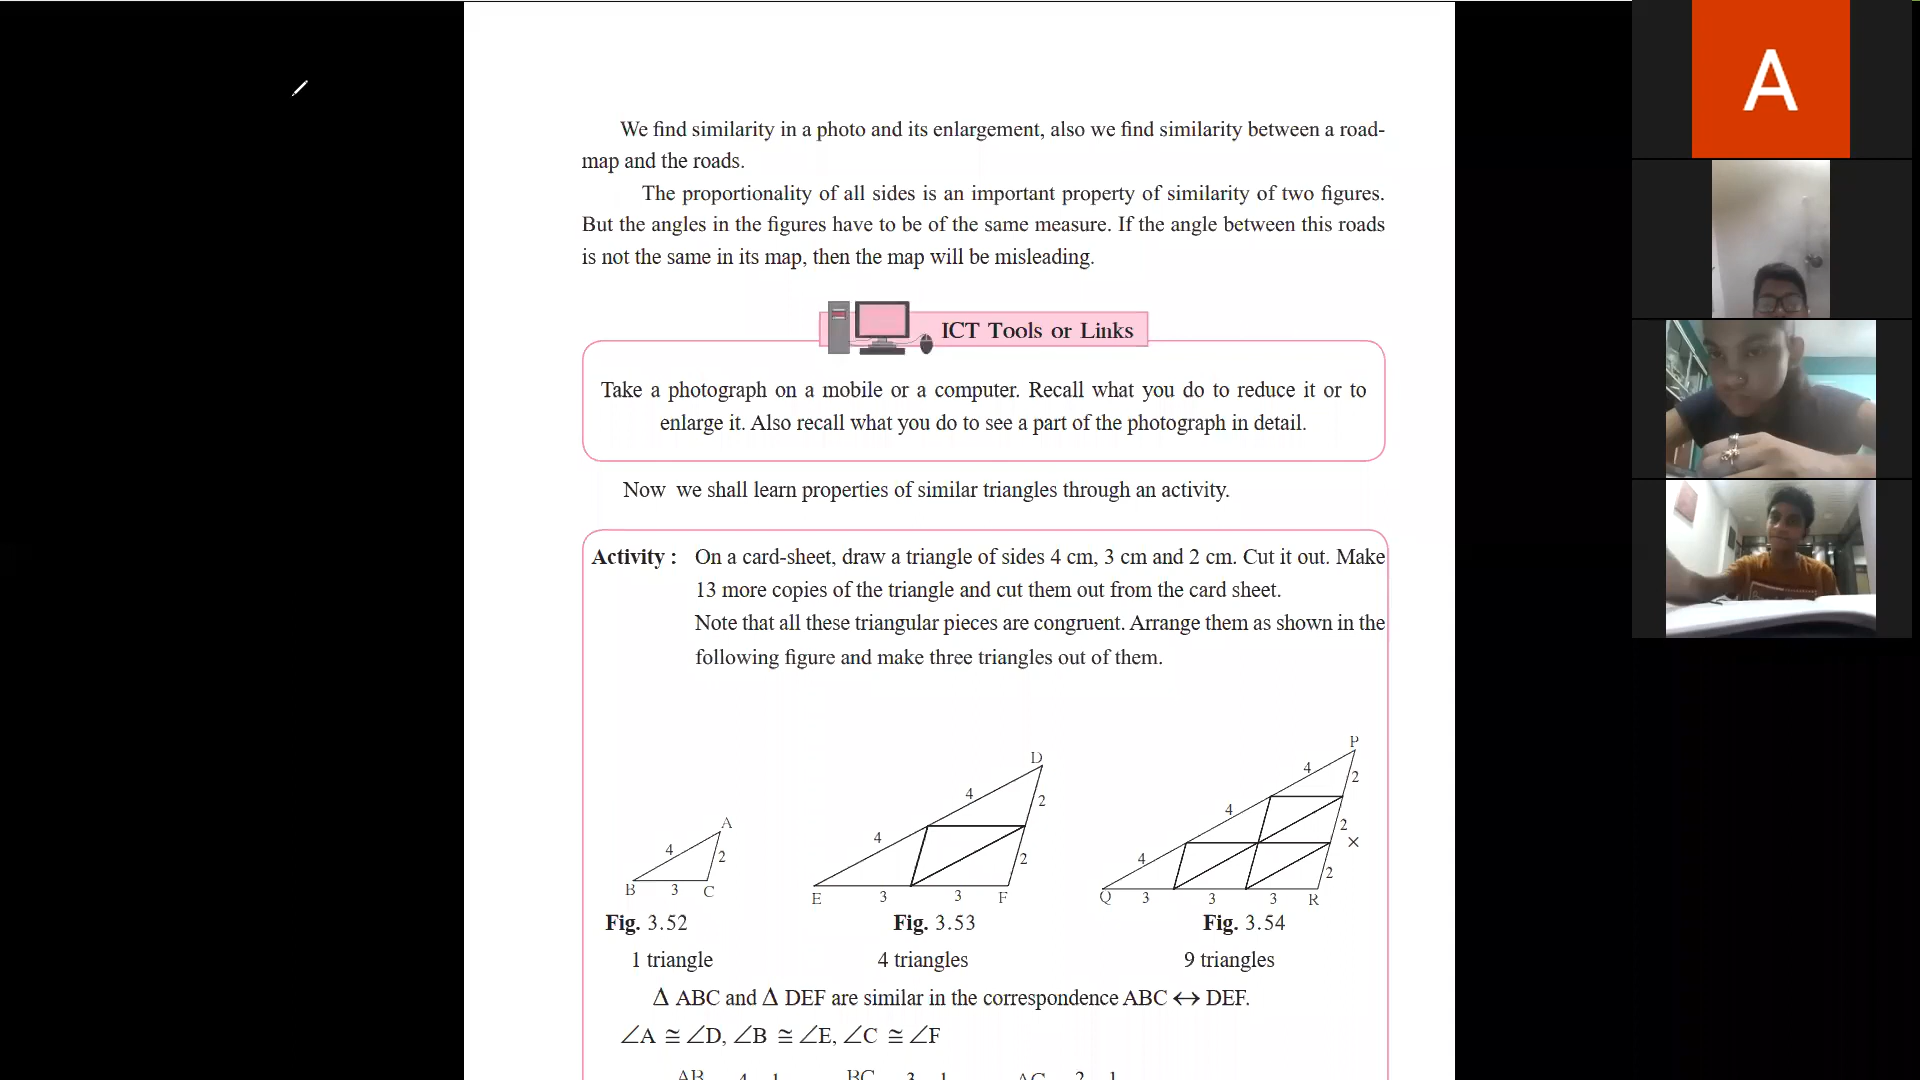 We find similarity in a photo and its enlargement, also we find similarity between a road-
map and the roads.
The proportionality of all sides is an important property of similarity of two figures.
But the angles in the figures have to be of the same measure. If the angle between this roads
is not the same in its map, then the map will be misleading.
ICT Tools or Links
Take a photograph on a mobile or a computer. Recall what you do to reduce it or to
enlarge it. Also recall what you do to see a part of the photograph in detail.
Now we shall learn properties of similar triangles through an activity.
Activity : On a card-sheet, draw a triangle of sides 4 cm, 3 cm and 2 cm. Cut it out. Make
13 more copies of the triangle and cut them out from the card sheet.
Note that all these triangular pieces are congruent. Arrange them as shown in the
following figure and make three triangles out of them.
A
4
2
B 3 C
D
4
2
4
2
E 3 3 F
P
4
2
4
2
×
4
2
Q 3 3 3 R
Fig. 3.52 Fig. 3.53 Fig. 3.54
1 triangle 4 triangles 9 triangles
Δ ABC and Δ DEF are similar in the correspondence ABC ↔ DEF.
∠A ≅ ∠D, ∠B ≅ ∠E, ∠C ≅ ∠F
AB 4 1 BC 3 1 AC 2 1
A